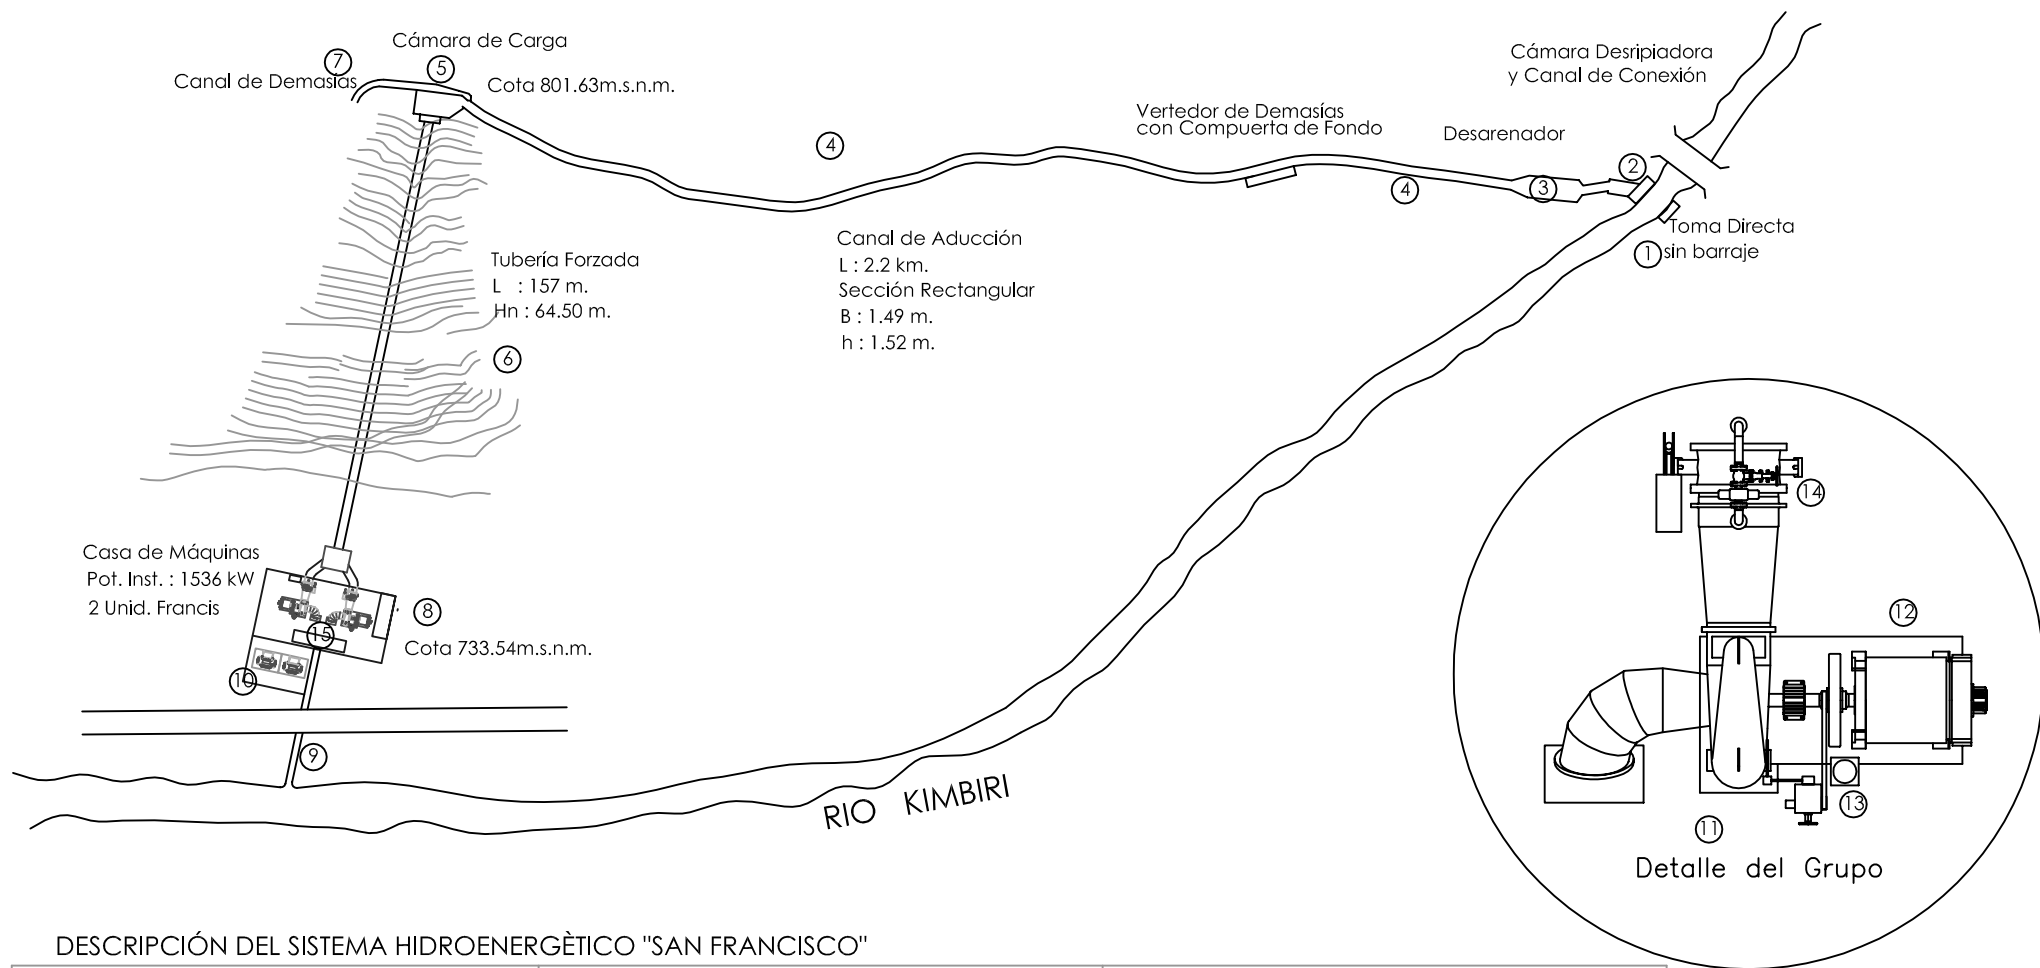 Cámara de Carga
7
5
Canal de Demasías
Cota 801.63m.s.n.m.
Cámara Desripiadora
y Canal de Conexión
Vertedor de Demasías
con Compuerta de Fondo
Desarenador
4
2
3
4
Toma Directa
sin barraje
1
Canal de Aducción
L : 2.2 km.
Sección Rectangular
B : 1.49 m.
h : 1.52 m.
Tubería Forzada
L : 157 m.
Hn : 64.50 m.
6
Casa de Máquinas
Pot. Inst. : 1536 kW
2 Unid. Francis
8
15
Cota 733.54m.s.n.m.
10
9
RIO KIMBIRI
14
12
13
11
Detalle del Grupo
DESCRIPCIÓN DEL SISTEMA HIDROENERGÈTICO "SAN FRANCISCO"